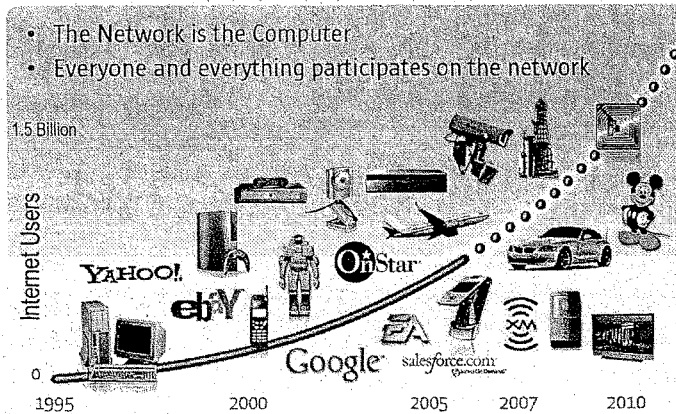 • The Network is the Computer
• Everyone and everything participates on the network
1.5 Billion
Internet Users
YAHOO!
ebaY
OnStar
EA
XM
Google
salesforce.com
0
1995 2000 2005 2007 2010